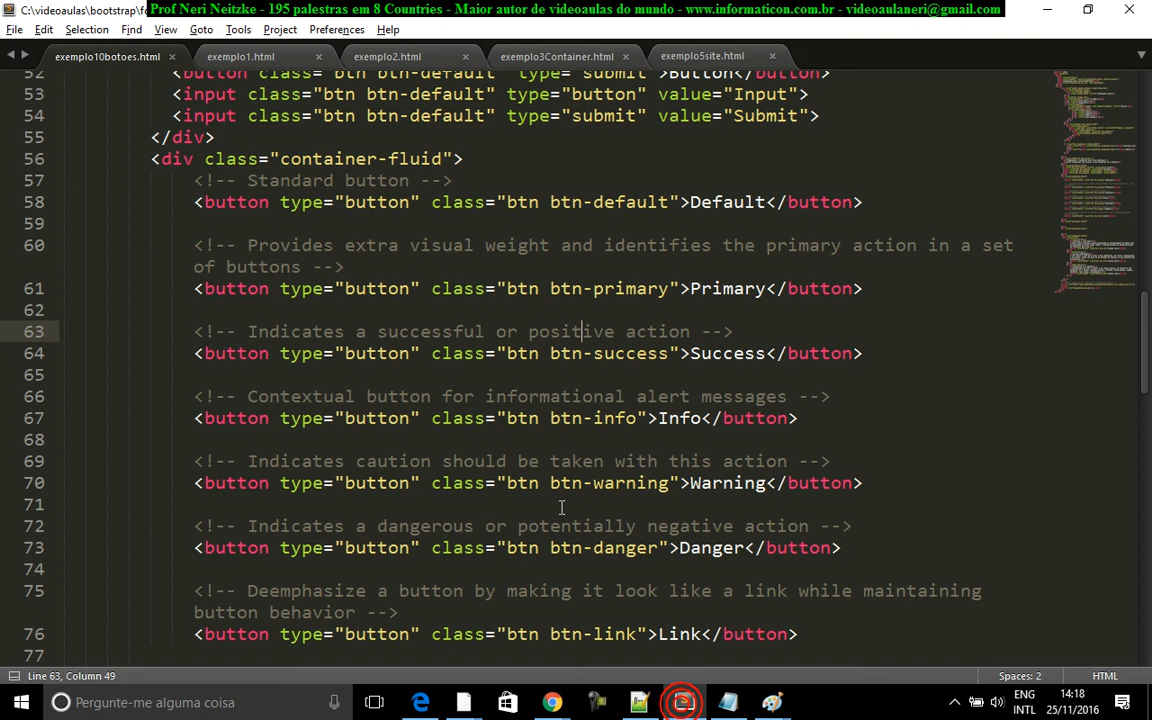 C:\videoaulas\bootstrap\fo
Prof Neri Neitzke - 195 palestras em 8 Countries - Maior autor de videoaulas do mundo - www.informaticon.com.br - videoaulaneri@gmail.com
File Edit Selection Find View Goto Tools Project Preferences Help
exemplo10botoes.html × exemplo1.html × exemplo2.html × exemplo3Container.html × exemplo5site.html ×
52 <button class="btn btn-default" type="submit">Button</button>
53 <input class="btn btn-default" type="button" value="Input">
54 <input class="btn btn-default" type="submit" value="Submit">
55 </div>
56 <div class="container-fluid">
57 <!-- Standard button -->
58 <button type="button" class="btn btn-default">Default</button>
59
60 <!-- Provides extra visual weight and identifies the primary action in a set
of buttons -->
61 <button type="button" class="btn btn-primary">Primary</button>
62
63 <!-- Indicates a successful or positive action -->
64 <button type="button" class="btn btn-success">Success</button>
65
66 <!-- Contextual button for informational alert messages -->
67 <button type="button" class="btn btn-info">Info</button>
68
69 <!-- Indicates caution should be taken with this action -->
70 <button type="button" class="btn btn-warning">Warning</button>
71
72 <!-- Indicates a dangerous or potentially negative action -->
73 <button type="button" class="btn btn-danger">Danger</button>
74
75 <!-- Deemphasize a button by making it look like a link while maintaining
button behavior -->
76 <button type="button" class="btn btn-link">Link</button>
77
Line 63, Column 49 Spaces: 2 HTML
Pergunte-me alguma coisa
ENG 14:18
INTL 25/11/2016